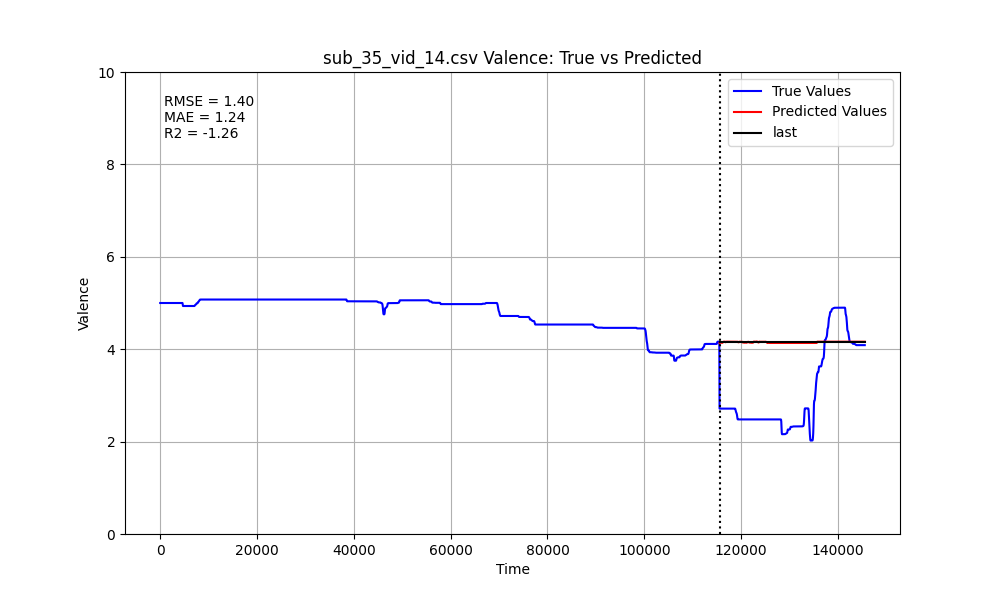 sub_35_vid_14.csv Valence: True vs Predicted
RMSE = 1.40
MAE = 1.24
R2 = -1.26
True Values
Predicted Values
last
Valence
10
8
6
4
2
0
0 20000 40000 60000 80000 100000 120000 140000
Time